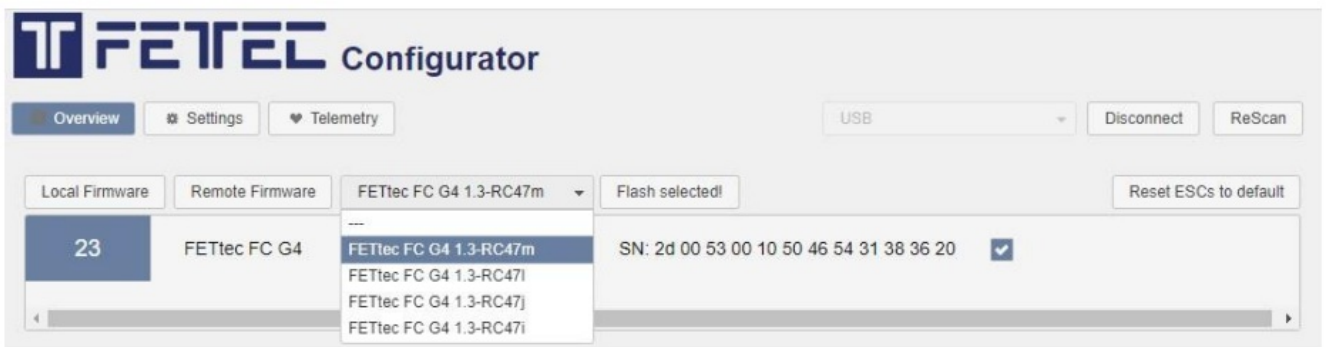 FETTEC Configurator
Overview Settings Telemetry USB Disconnect ReScan
Local Firmware Remote Firmware FETtec FC G4 1.3-RC47m Flash selected! Reset ESCs to default
---
23 FETtec FC G4 FETtec FC G4 1.3-RC47m SN: 2d 00 53 00 10 50 46 54 31 38 36 20
FETtec FC G4 1.3-RC47l
FETtec FC G4 1.3-RC47j
FETtec FC G4 1.3-RC47i